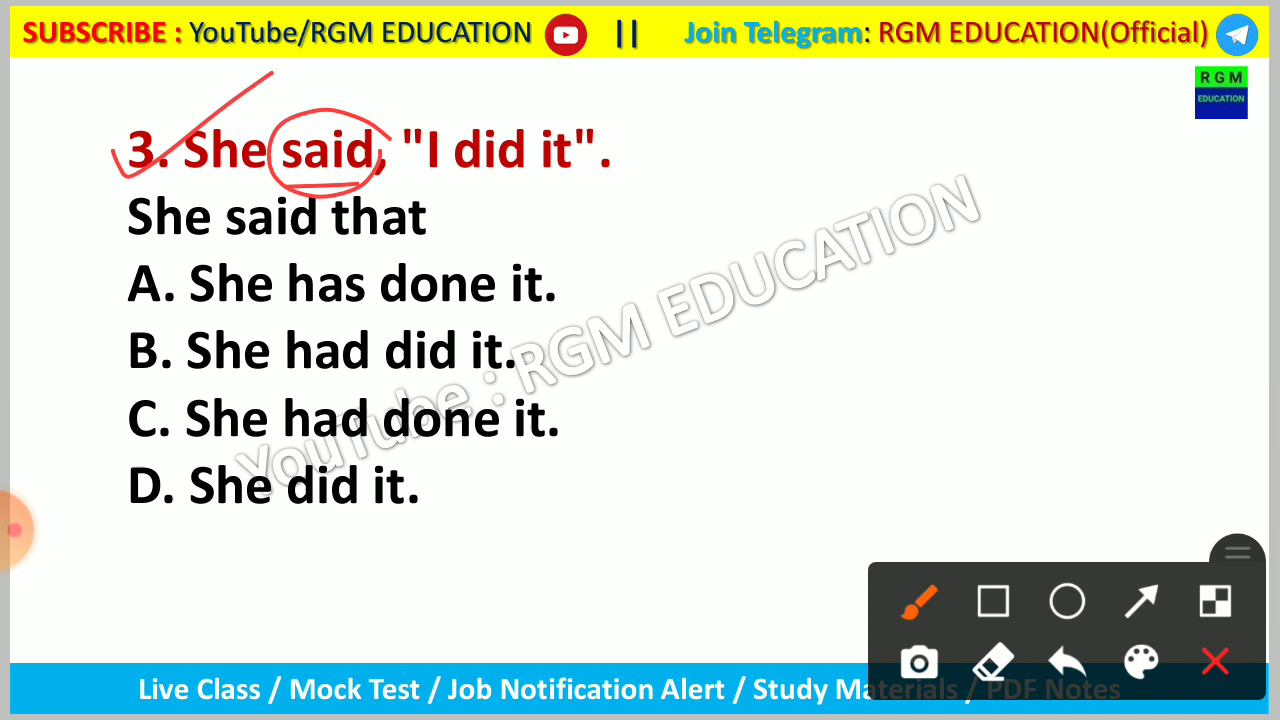 SUBSCRIBE : YouTube/RGM EDUCATION || Join Telegram: RGM EDUCATION(Official)
R G M
EDUCATION
3. She said, "I did it".
She said that
A. She has done it.
B. She had did it.
C. She had done it.
D. She did it.
YouTube : RGM EDUCATION
Live Class / Mock Test / Job Notification Alert / Study Materials / PDF Notes